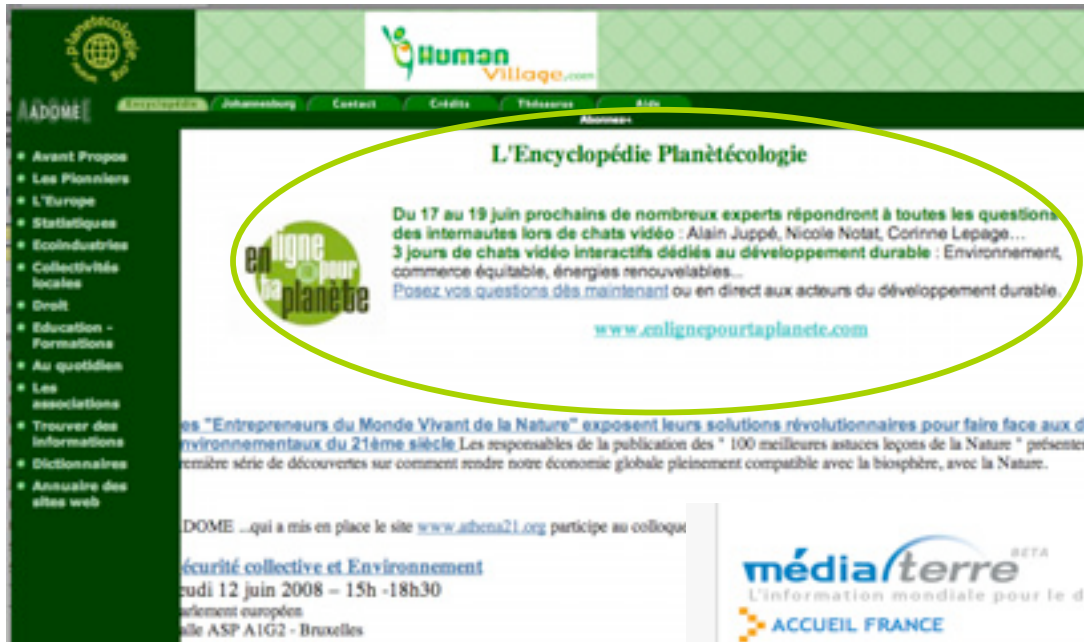 www.planetecologie.org
Human
Village.com
ADOME
Encyclopédie Johannesburg Contact Crédits Thésaurus Aide
Abonnez-
Avant Propos
Les Pionniers
L'Europe
Statistiques
Ecoindustries
Collectivités
locales
Droit
Education -
Formations
Au quotidien
Les
associations
Trouver des
informations
Dictionnaires
Annuaire des
sites web
L'Encyclopédie Planètécologie
en ligne pour
ta
planète
Du 17 au 19 juin prochains de nombreux experts répondront à toutes les questions
des internautes lors de chats vidéo : Alain Juppé, Nicole Notat, Corinne Lepage...
3 jours de chats vidéo interactifs dédiés au développement durable : Environnement,
commerce équitable, énergies renouvelables...
Posez vos questions dès maintenant ou en direct aux acteurs du développement durable.
www.enlignepourtaplanete.com
es "Entrepreneurs du Monde Vivant de la Nature" exposent leurs solutions révolutionnaires pour faire face aux d
nvironnementaux du 21ème siècle Les responsables de la publication des " 100 meilleures astuces leçons de la Nature " présente
remière série de découvertes sur comment rendre notre économie globale pleinement compatible avec la biosphère, avec la Nature.
DOME ...qui a mis en place le site www.athena21.org participe au colloque
écurité collective et Environnement
eudi 12 juin 2008 – 15h -18h30
arlement européen
alle ASP A1G2 - Bruxelles
médiaterre BETA
L'information mondiale pour le d
ACCUEIL FRANCE